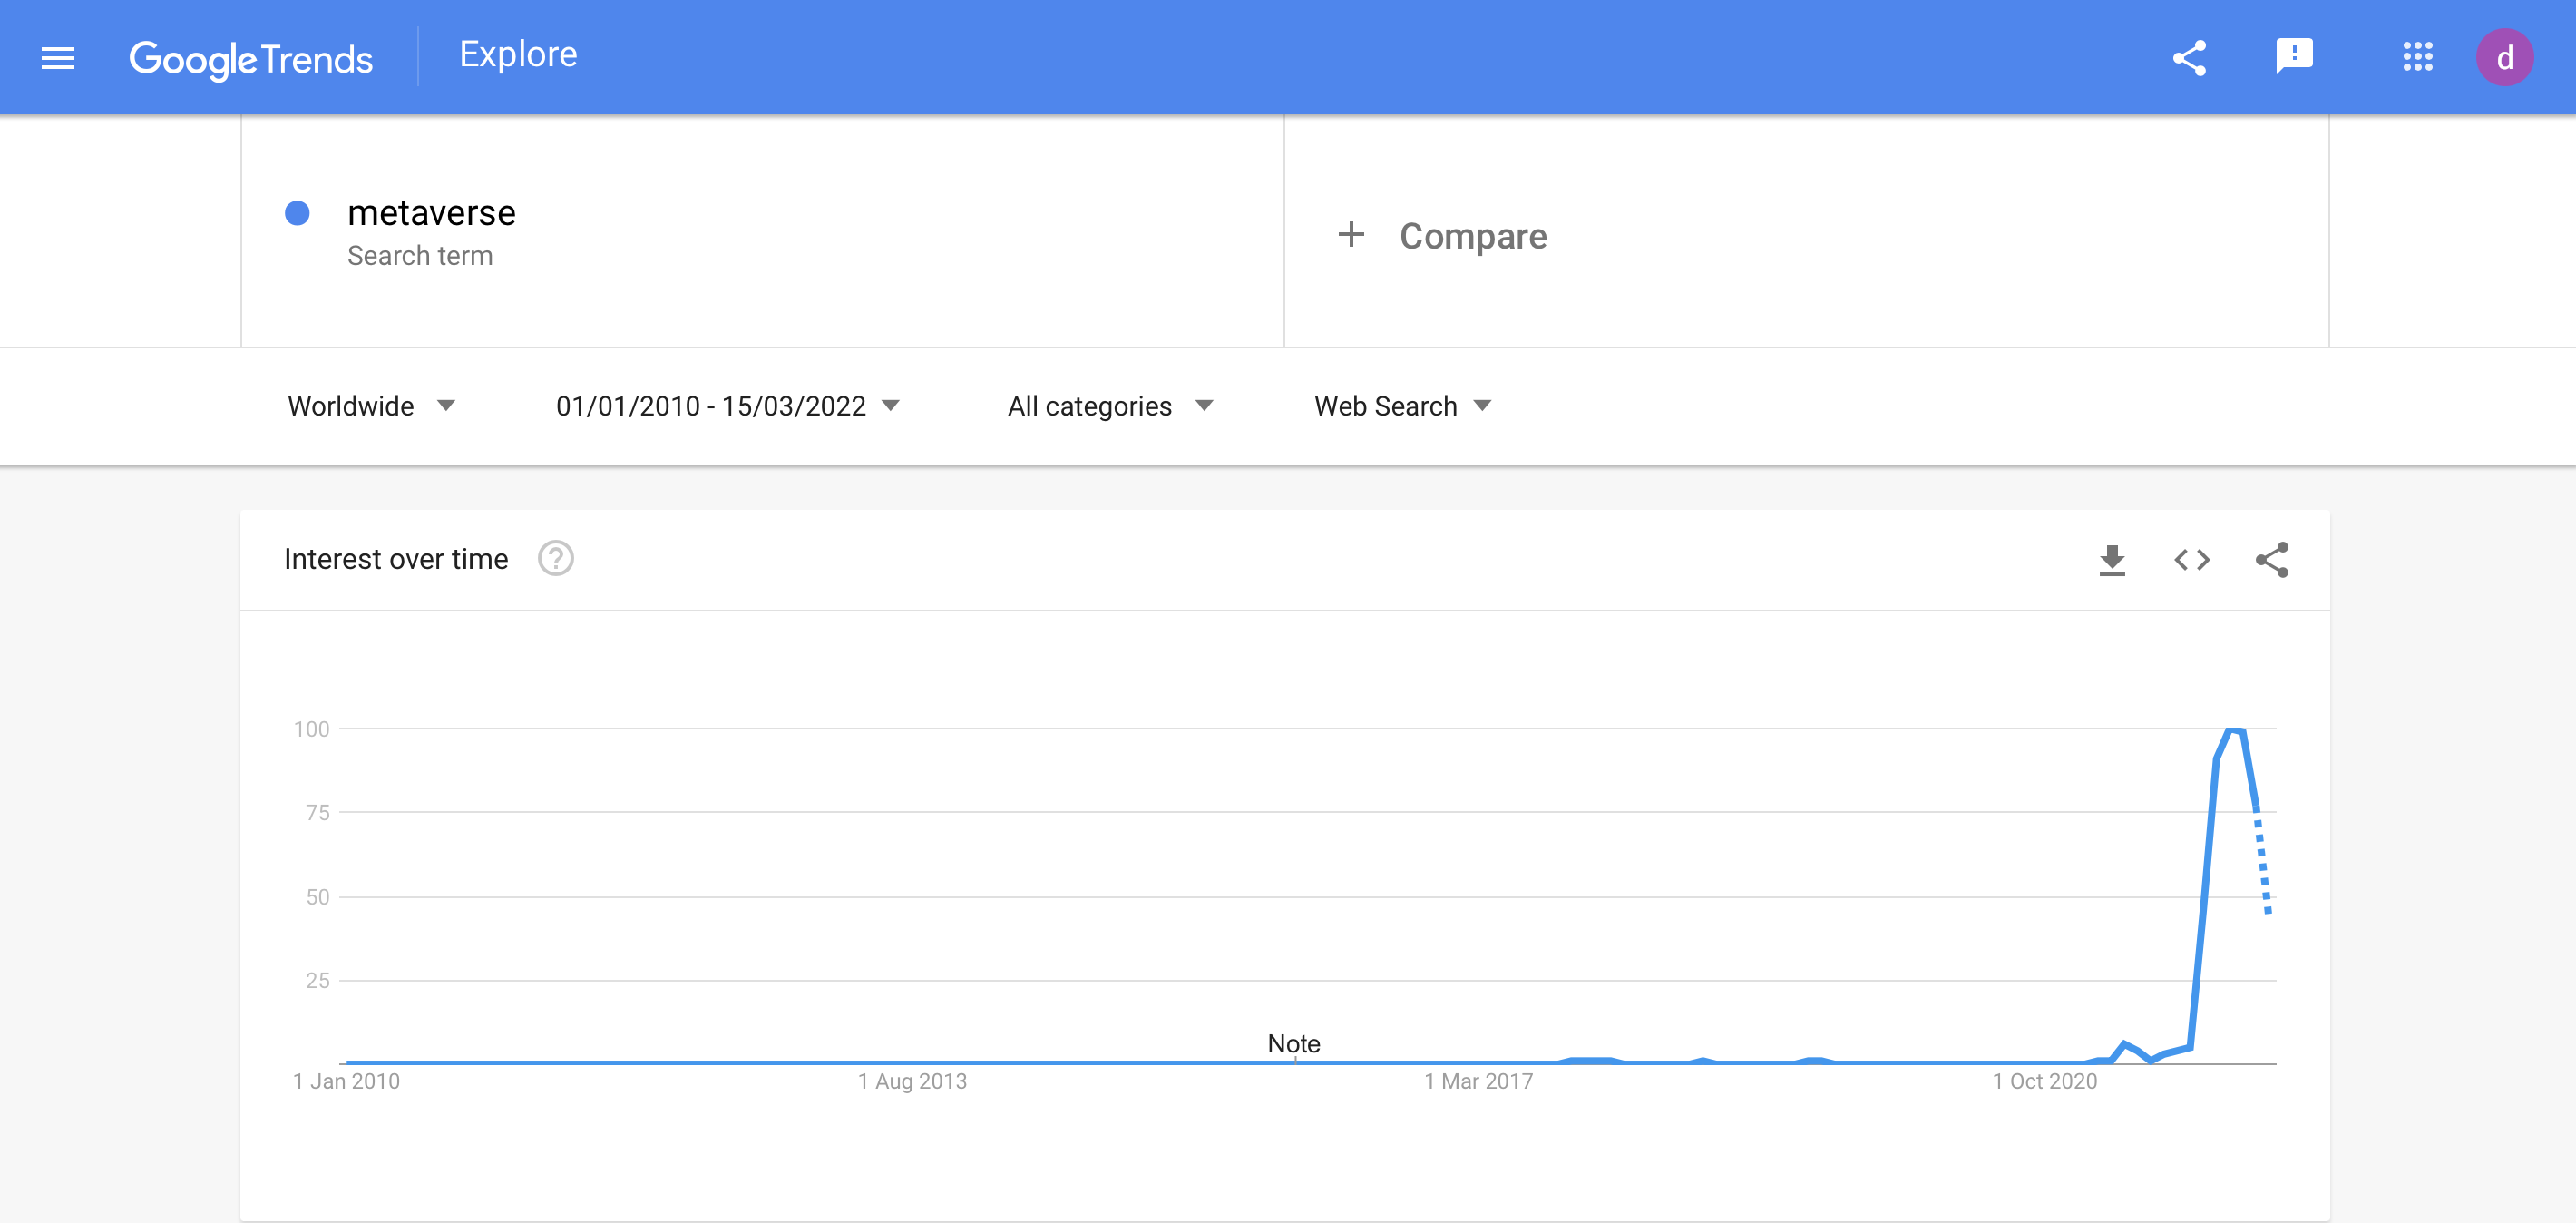 Google Trends Explore d
metaverse
Search term
+ Compare
Worldwide 01/01/2010 - 15/03/2022 All categories Web Search
Interest over time ?
100
75
50
25
Note
1 Jan 2010 1 Aug 2013 1 Mar 2017 1 Oct 2020